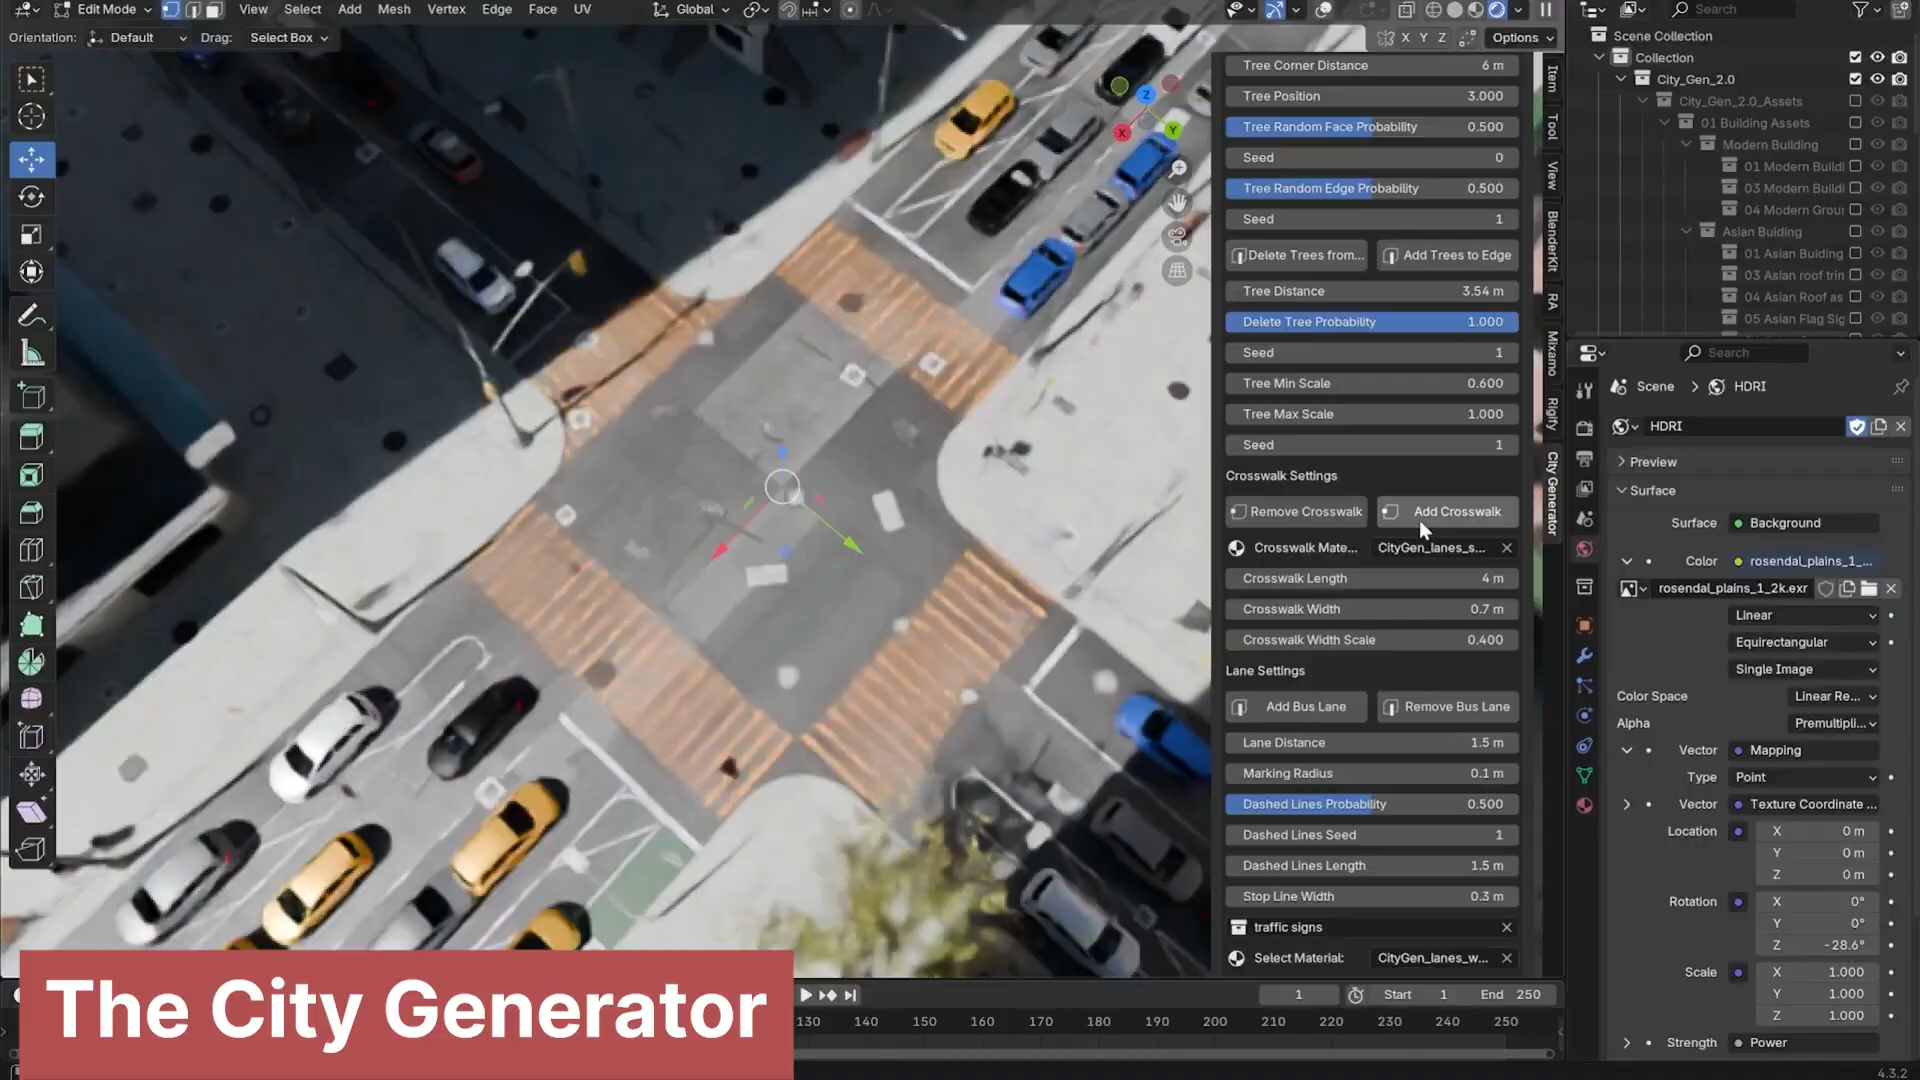 Edit Mode View Select Add Mesh Vertex Edge Face UV Global Search
Orientation: Default Drag: Select Box X Y Z Options
Scene Collection
Collection
City_Gen_2.0
City_Gen_2.0_Assets
01 Building Assets
Modern Building
01 Modern Buildi
03 Modern Buildi
04 Modern Grour
Asian Bulding
01 Asian Buiding
03 Asian roof trin
04 Asian Roof as
05 Asian Flag Sig
Z
X
Y
Tree Corner Distance 6 m
Tree Position 3.000
Tree Random Face Probability 0.500
Seed 0
Tree Random Edge Probability 0.500
Seed 1
Delete Trees from... Add Trees to Edge
Tree Distance 3.54 m
Delete Tree Probability 1.000
Seed 1
Tree Min Scale 0.600
Tree Max Scale 1.000
Seed 1
Crosswalk Settings
Remove Crosswalk Add Crosswalk
Crosswalk Mate... CityGen_lanes_s...
Crosswalk Length 4 m
Crosswalk Width 0.7 m
Crosswalk Width Scale 0.400
Lane Settings
Add Bus Lane Remove Bus Lane
Lane Distance 1.5 m
Marking Radius 0.1 m
Dashed Lines Probability 0.500
Dashed Lines Seed 1
Dashed Lines Length 1.5 m
Stop Line Width 0.3 m
traffic signs
Select Material: CityGen_lanes_w...
Item
Tool
View
BlenderKit
RA
Mixamo
Rigify
City Generator
Search
Scene HDRI
HDRI
Preview
Surface
Surface Background
Color rosendal_plains_1_...
rosendal_plains_1_2k.exr
Linear
Equirectangular
Single Image
Color Space Linear Re...
Alpha Premultipli...
Vector Mapping
Type Point
Vector Texture Coordinate ...
Location X 0 m
Y 0 m
Z 0 m
Rotation X 0°
Y 0°
Z -28.6°
Scale X 1.000
Y 1.000
Z 1.000
Strength Power
1 Start 1 End 250
130 140 150 160 170 180 190 200 210 220 230 240 250
The City Generator
4.3.2